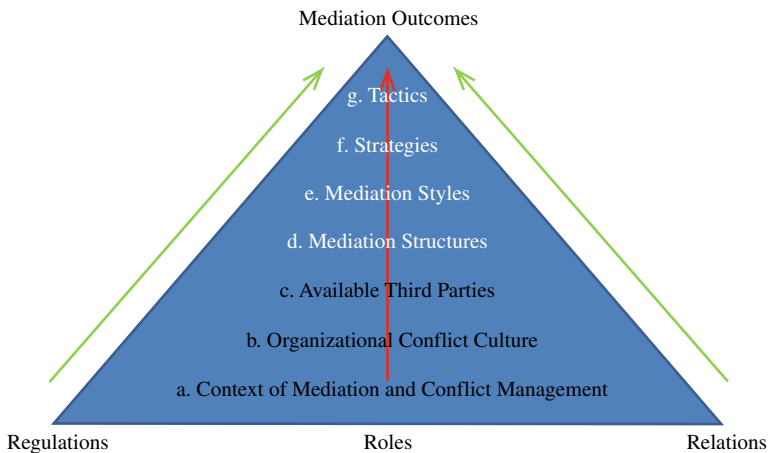 Mediation Outcomes
g. Tactics
f. Strategies
e. Mediation Styles
d. Mediation Structures
c. Available Third Parties
b. Organizational Conflict Culture
a. Context of Mediation and Conflict Management
Regulations Roles Relations